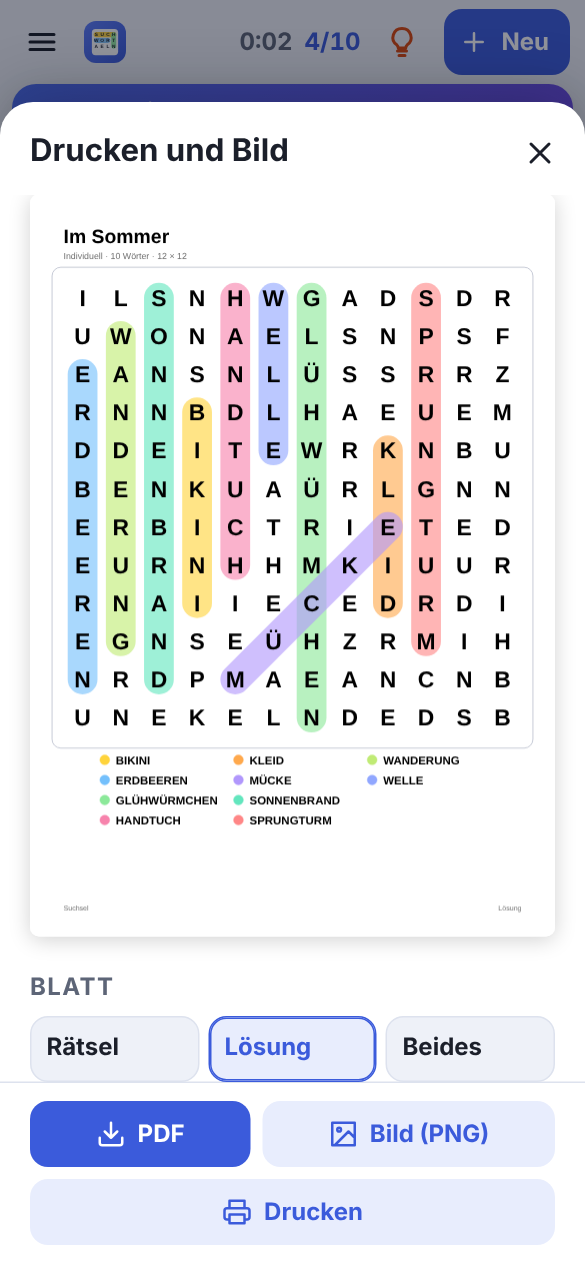 0:02 4/10 Neu
Drucken und Bild
Im Sommer
Individuell · 10 Wörter · 12 × 12
I L S N H W G A D S D R
U W O N A E L S N P S F
E A N S N L Ü S S R R Z
R N N B D L H A E U E M
D D E I T E W R K N B U
B E N K U A Ü R L G N N
E R B I C T R I E T E D
E U R N H H M K I U U R
R N A I I E C E D R D I
E G N S E Ü H Z R M I H
N R D P M A E A N C N B
U N E K E L N D E D S B
BIKINI KLEID WANDERUNG
ERDBEEREN MÜCKE WELLE
GLÜHWÜRMCHEN SONNENBRAND
HANDTUCH SPRUNGTURM
Suchsel Lösung
BLATT
Rätsel Lösung Beides
PDF Bild (PNG)
Drucken